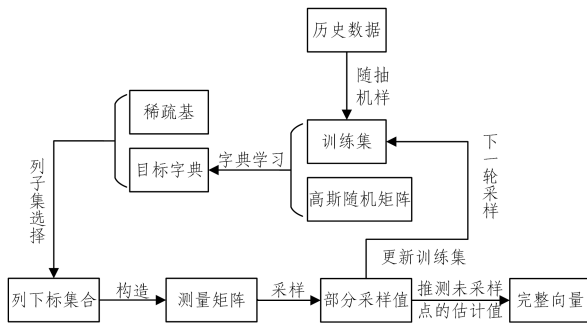 历史数据
随抽
机样
稀疏基
训练集
下一轮采样
目标字典
字典学习
列子集选择
高斯随机矩阵
更新训练集
列下标集合
构造
测量矩阵
采样
部分采样值
推测未采样
点的估计值
完整向量